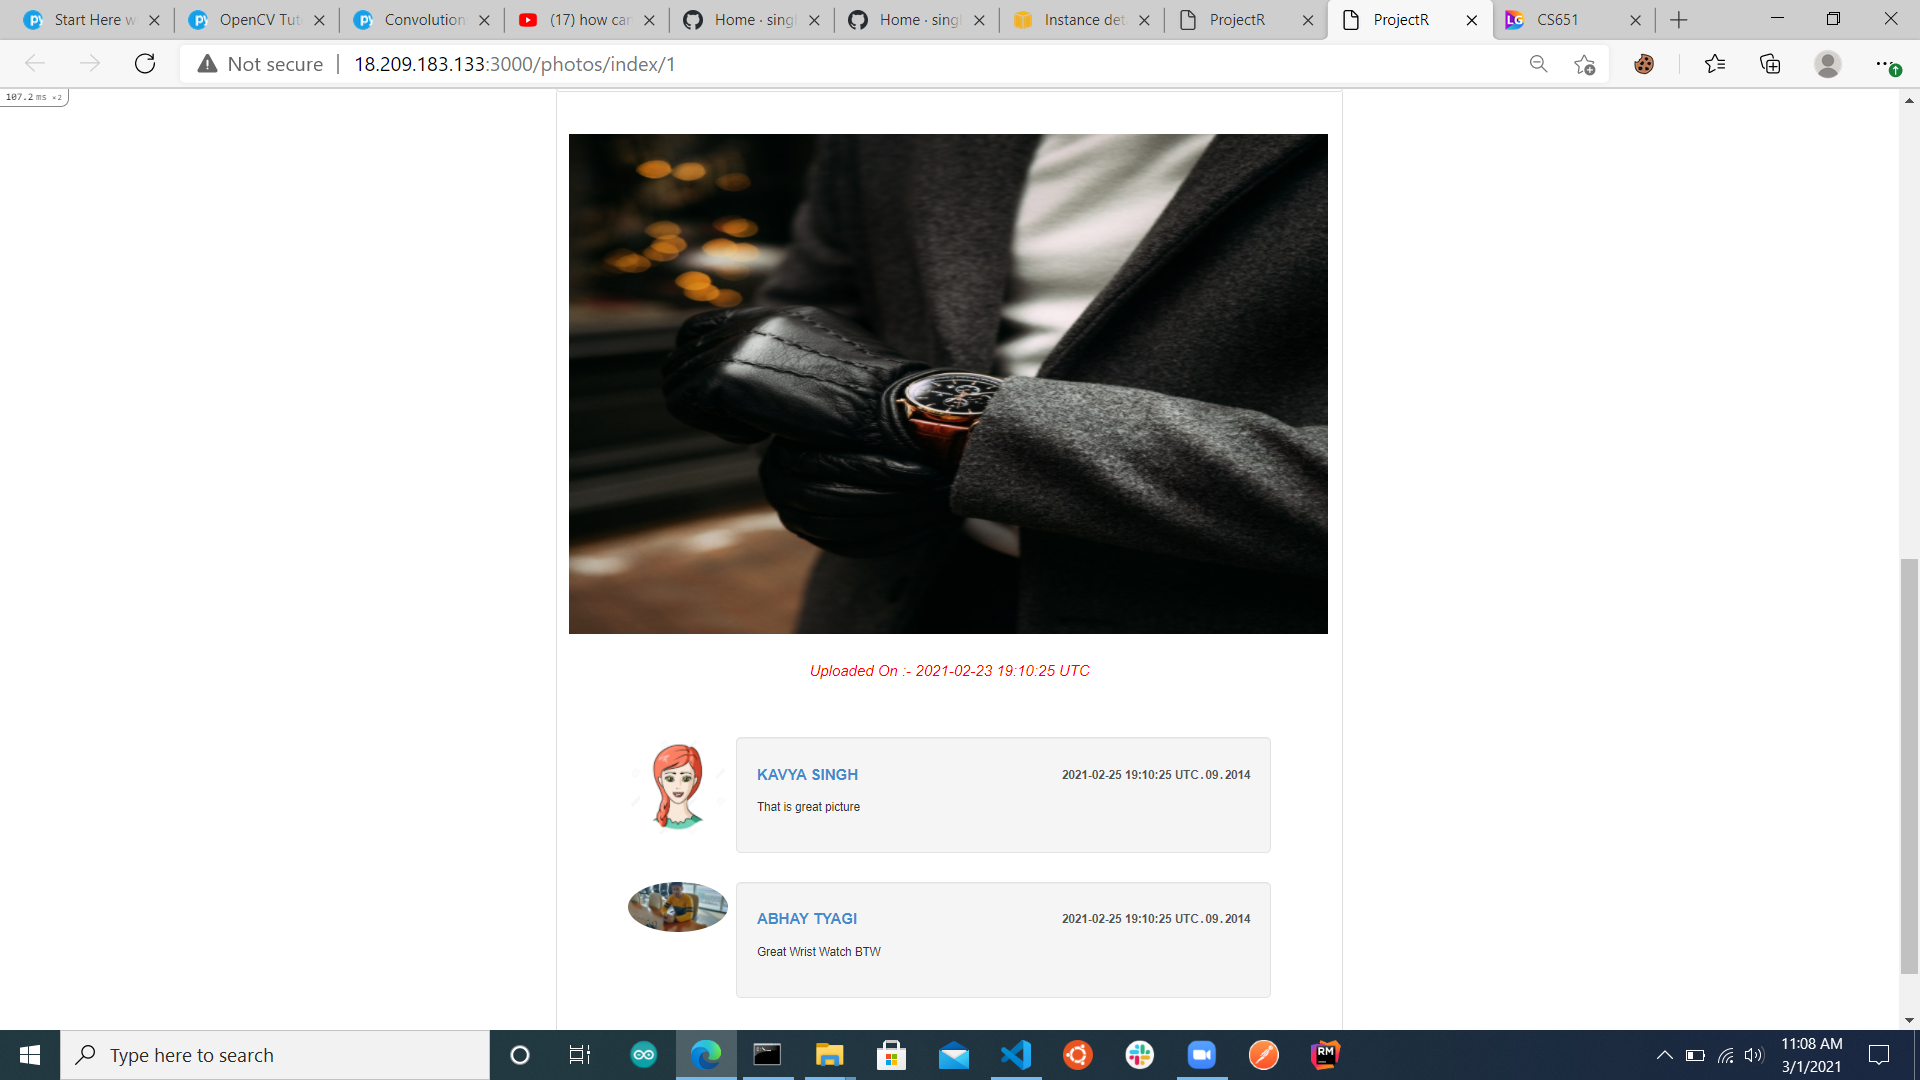 Start Here w
OpenCV Tut
Convolution
(17) how can
Home · singl
Home · singl
Instance det
ProjectR
ProjectR
CS651
Not secure | 18.209.183.133:3000/photos/index/1
107.2 ms ×2
Uploaded On :- 2021-02-23 19:10:25 UTC
KAVYA SINGH 2021-02-25 19:10:25 UTC.09.2014
That is great picture
ABHAY TYAGI 2021-02-25 19:10:25 UTC.09.2014
Great Wrist Watch BTW
Type here to search
RM
11:08 AM
3/1/2021